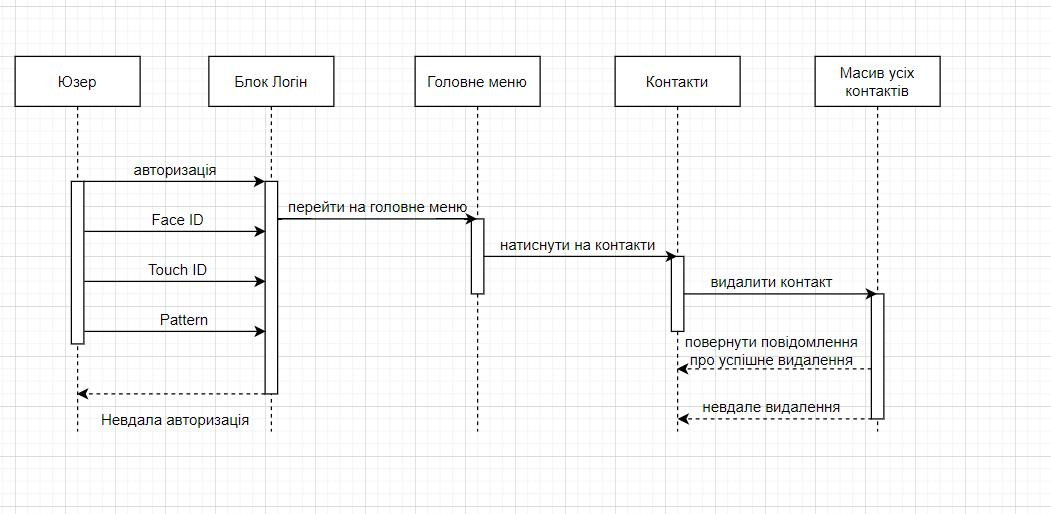 Юзер
Блок Логін
Головне меню
Контакти
Масив усіх
контактів
авторизація
перейти на головне меню
Face ID
натиснути на контакти
Touch ID
видалити контакт
Pattern
повернути повідомлення
про успішне видалення
невдале видалення
Невдала авторизація